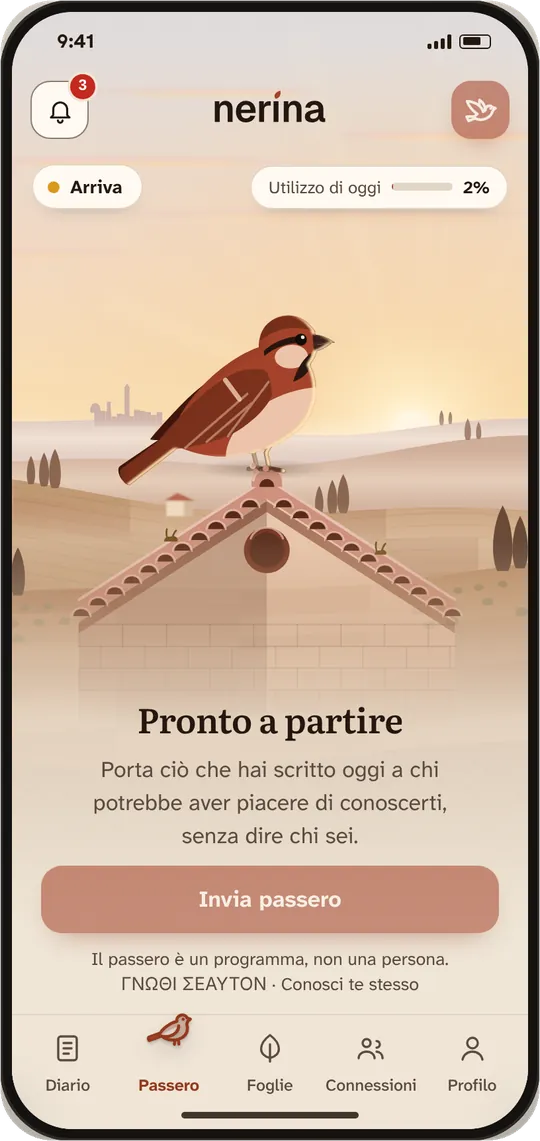 9:41
3
nerina
Arriva
Utilizzo di oggi 2%
Pronto a partire
Porta ciò che hai scritto oggi a chi
potrebbe aver piacere di conoscerti,
senza dire chi sei.
Invia passero
Il passero è un programma, non una persona.
ΓΝΩΘΙ ΣΕΑΥΤΟΝ · Conosci te stesso
Diario Passero Foglie Connessioni Profilo